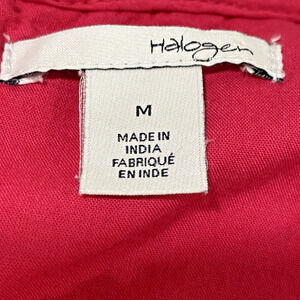 Halogen
M
MADE IN
INDIA
FABRIQUÉ
EN INDE